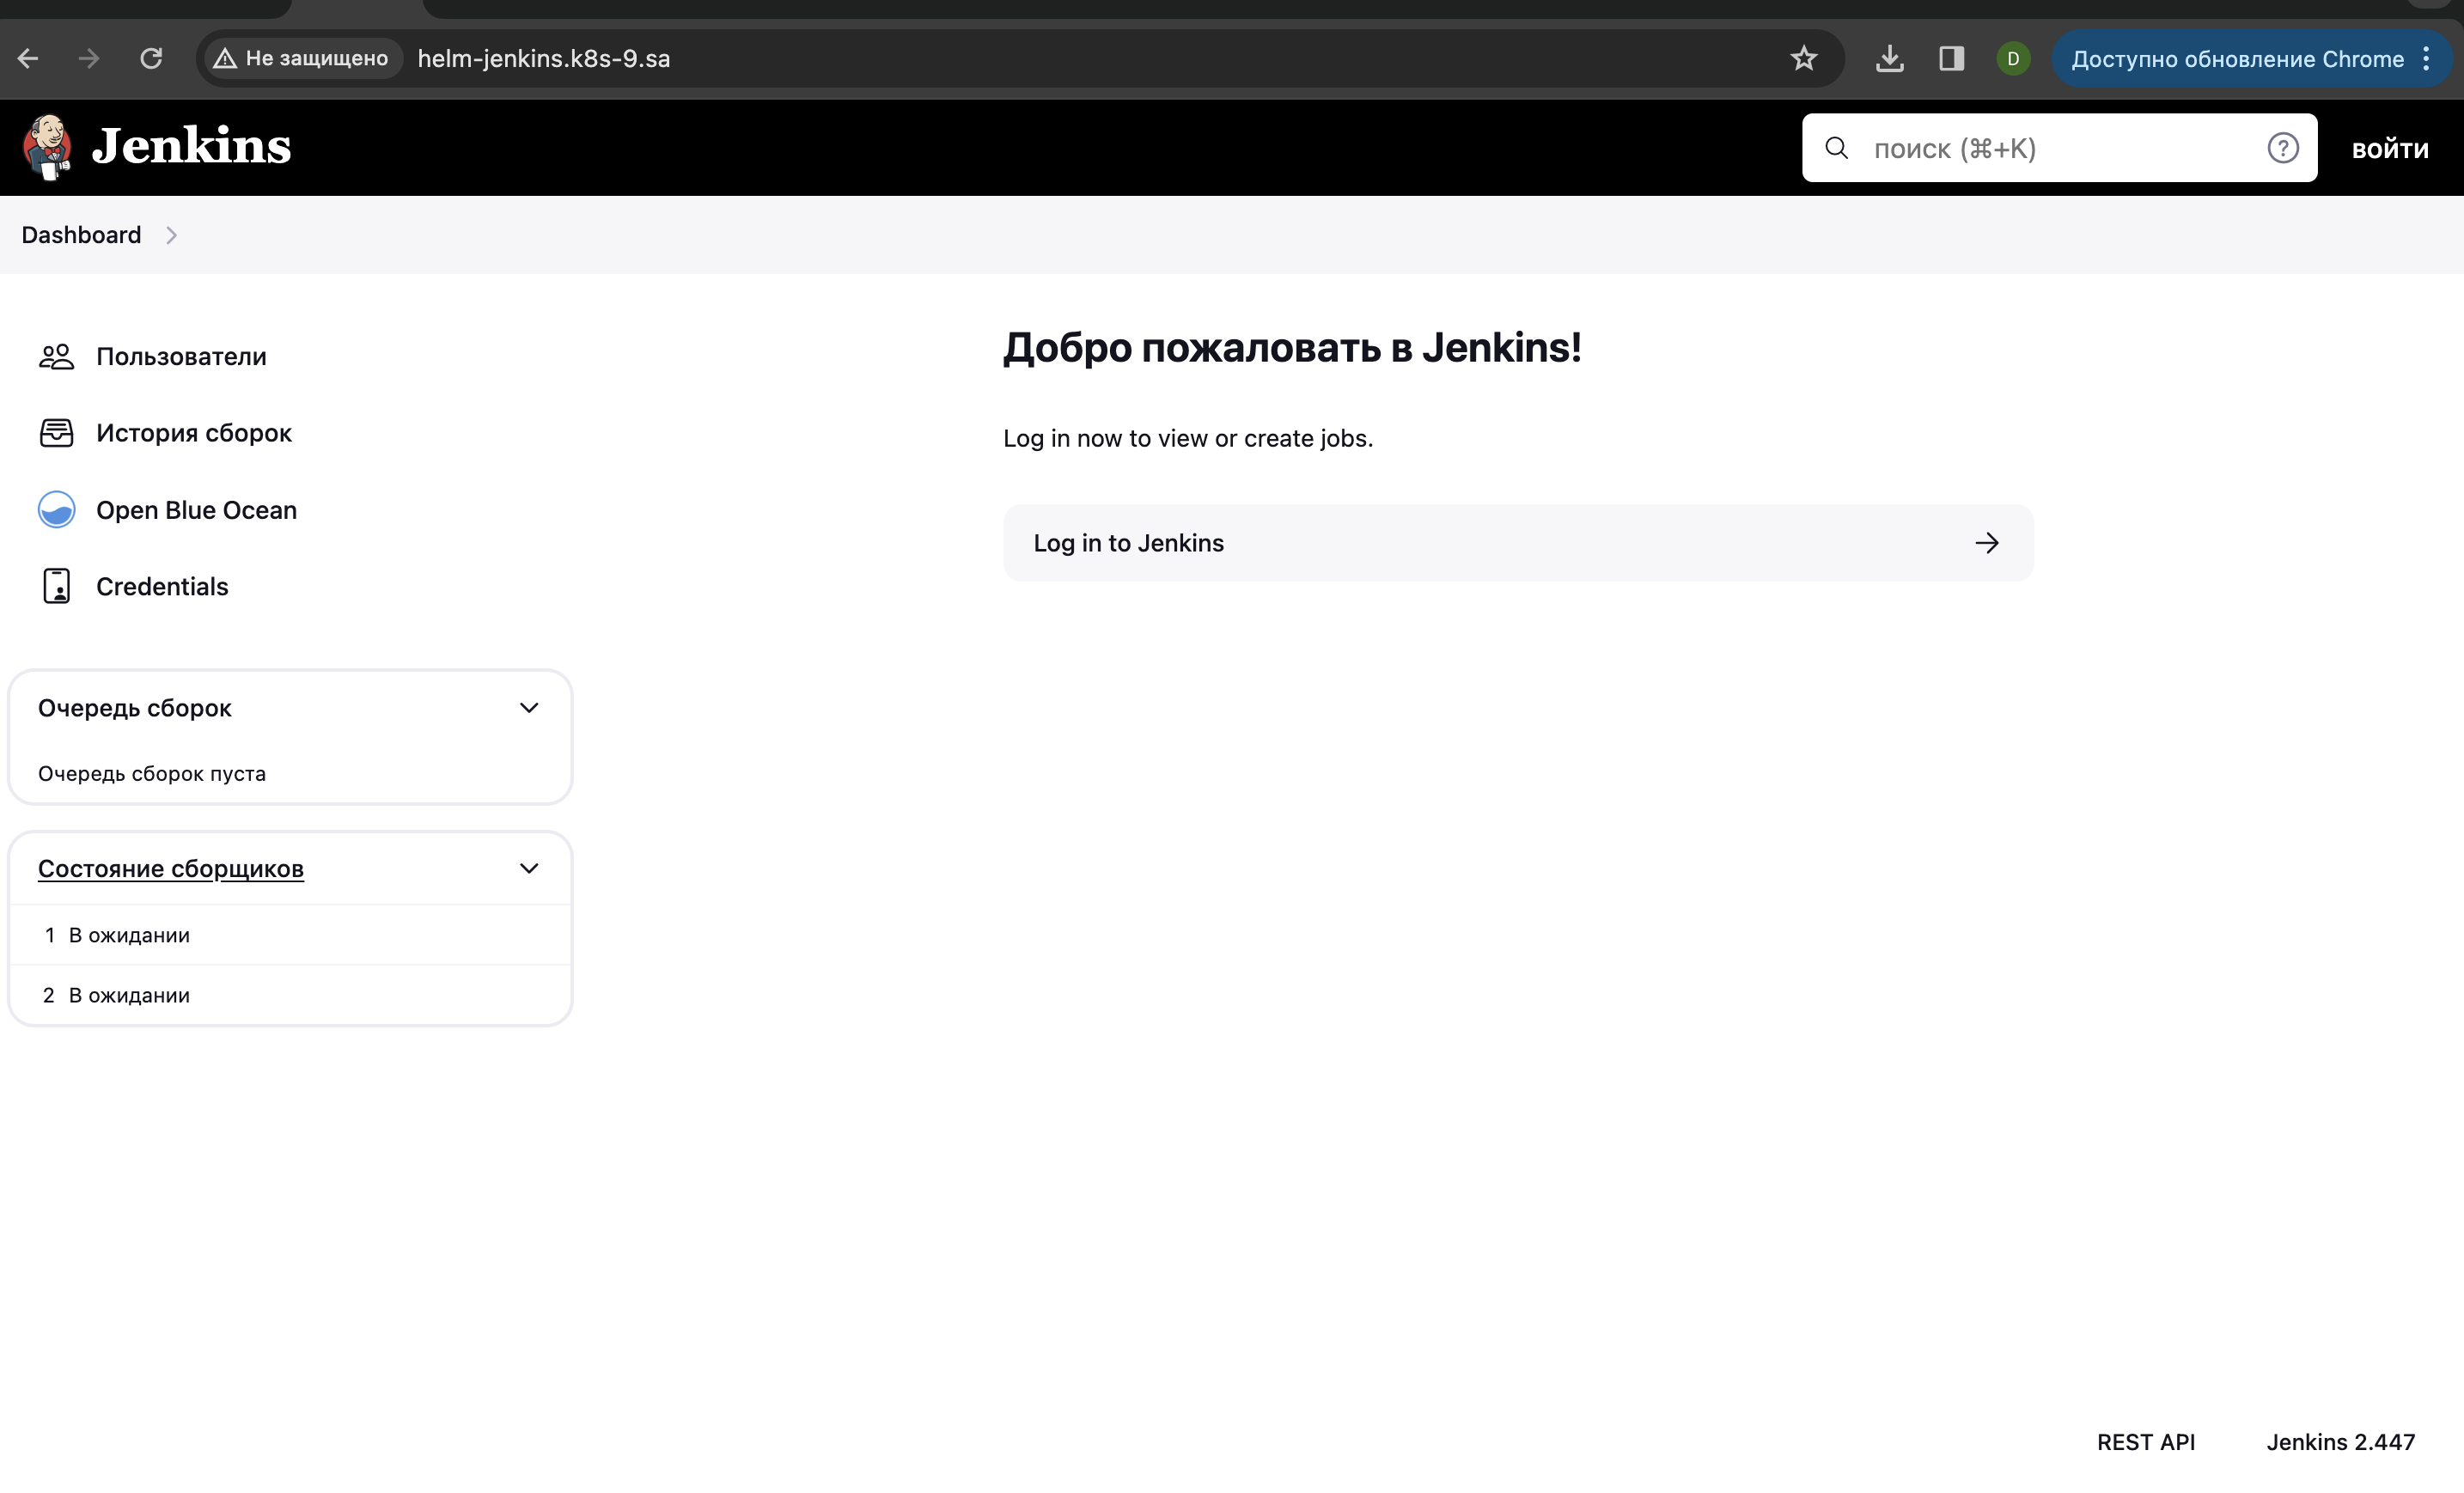 Не защищено helm-jenkins.k8s-9.sa D Доступно обновление Chrome
Jenkins поиск (⌘+K) ? войти
Dashboard
Пользователи
История сборок
Open Blue Ocean
Credentials
Очередь сборок
Очередь сборок пуста
Состояние сборщиков
1 В ожидании
2 В ожидании
Добро пожаловать в Jenkins!
Log in now to view or create jobs.
Log in to Jenkins
REST API Jenkins 2.447